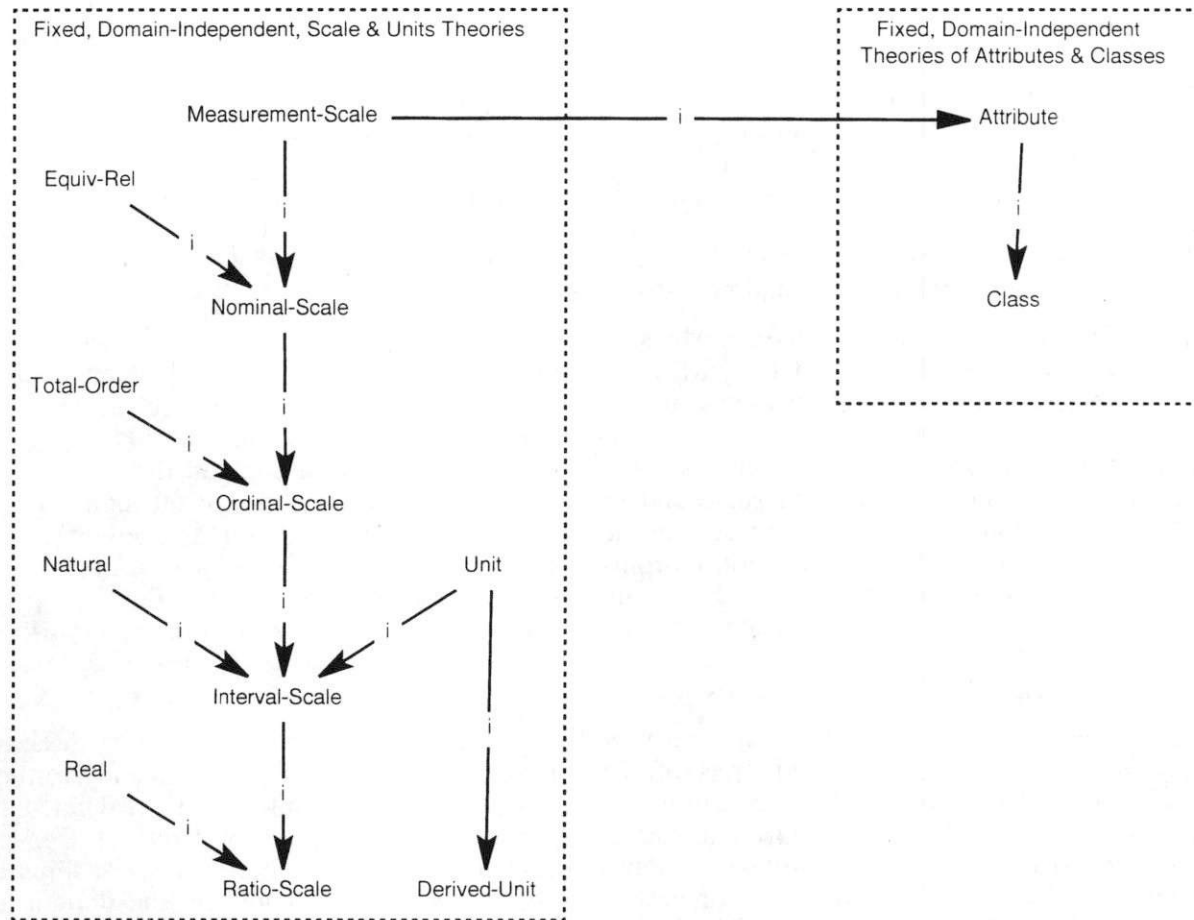 Fixed, Domain-Independent, Scale & Units Theories
Fixed, Domain-Independent
Theories of Attributes & Classes
Measurement-Scale
i
Attribute
Equiv-Rel
i
i
i
Nominal-Scale
Class
Total-Order
i
i
Ordinal-Scale
Natural
Unit
i
i
i
Interval-Scale
i
Real
i
i
Ratio-Scale
Derived-Unit